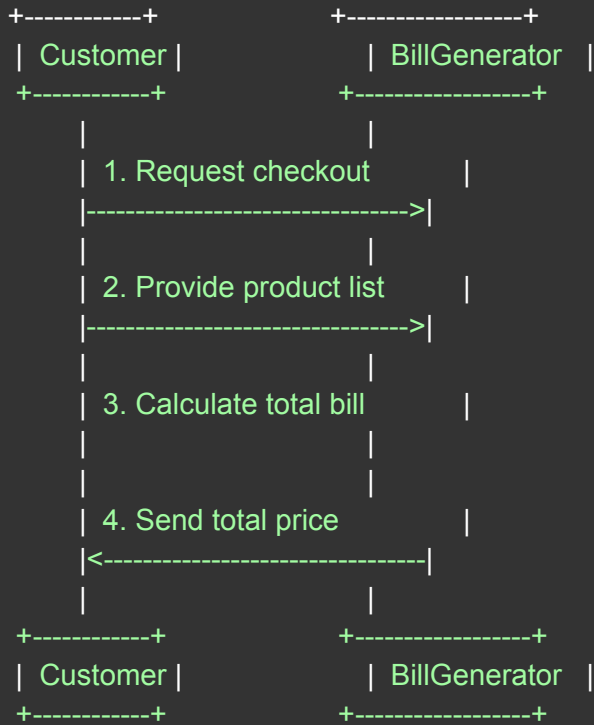 +------------+                    +------------------+
|  Customer |                       |  BillGenerator   |
+------------+                    +------------------+
        |                                  |
        |  1. Request checkout            |
        |--------------------------------->|
        |                                  |
        |  2. Provide product list        |
        |--------------------------------->|
        |                                  |
        |  3. Calculate total bill            |
        |                                  |
        |                                  |
        |  4. Send total price               |
        |<---------------------------------|
        |                                  |
+------------+                    +------------------+
|  Customer |                       |  BillGenerator   |
+------------+                    +------------------+